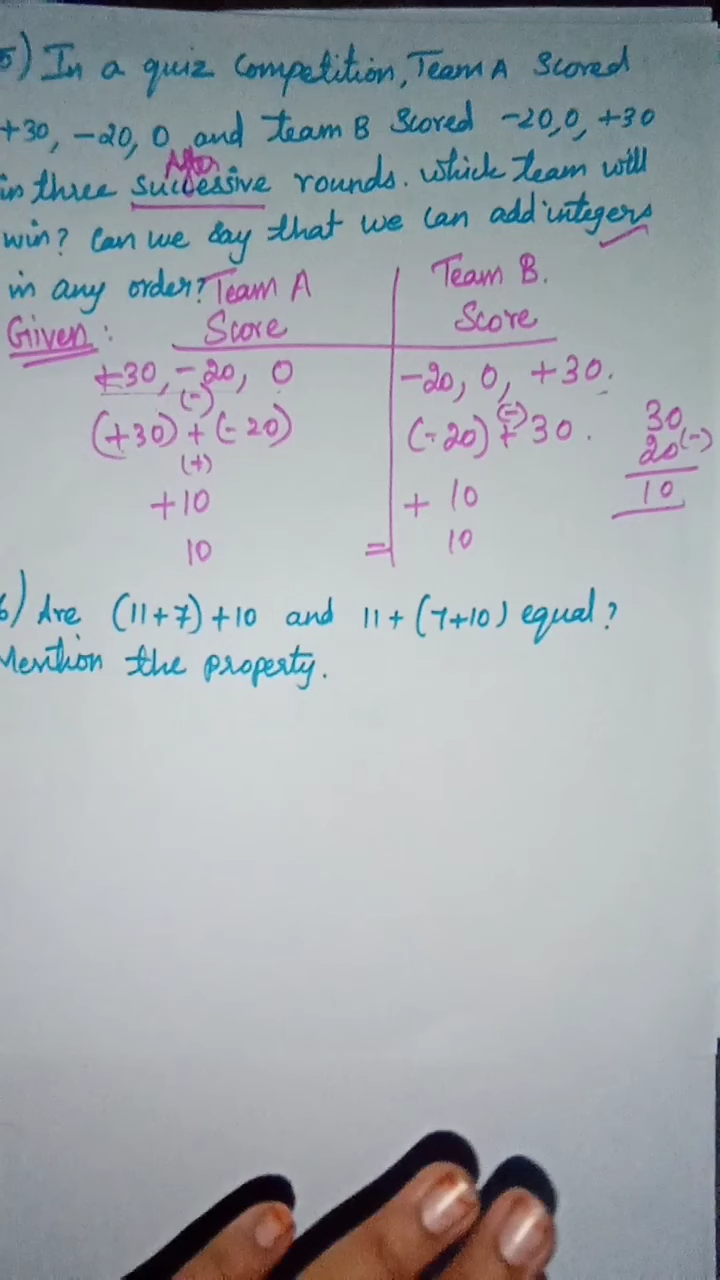 5) In a quiz Competition, Team A Scored
+30, -20, 0 and team B Scored -20, 0, +30
After
in three successive rounds. which team will
win? Can we say that we can add integers
in any order? Team A Team B.
Given: Score Score
+30, -20, 0 -20, 0, +30.
(-) (-)
(+30) + (-20) (-20) + 30. 30
(+) 20(-)
+10 + 10 10
10 = 10
6) Are (11+7)+10 and 11+(7+10) equal?
Mention the property.